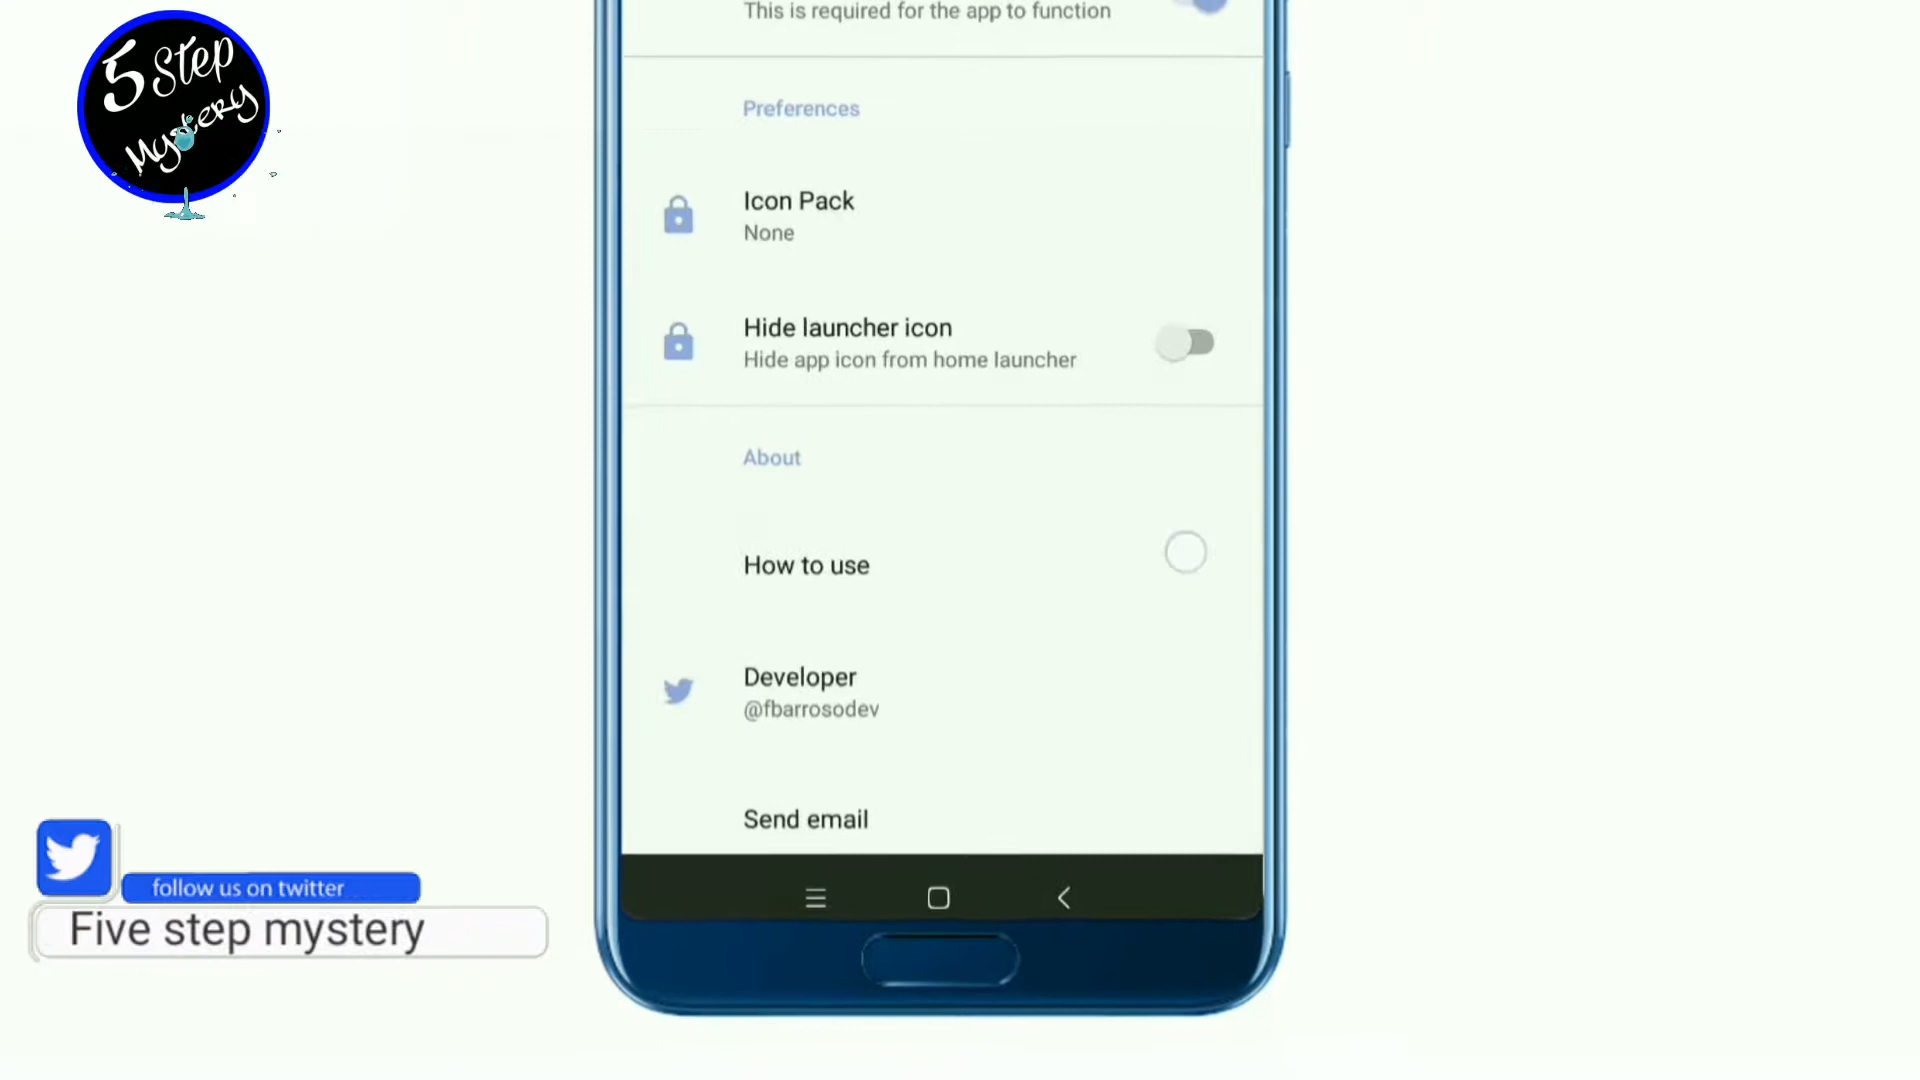 5 Step
Mystery
This is required for the app to function
Preferences
Icon Pack
None
Hide launcher icon
Hide app icon from home launcher
About
How to use
Developer
@fbarrosodev
Send email
follow us on twitter
Five step mystery